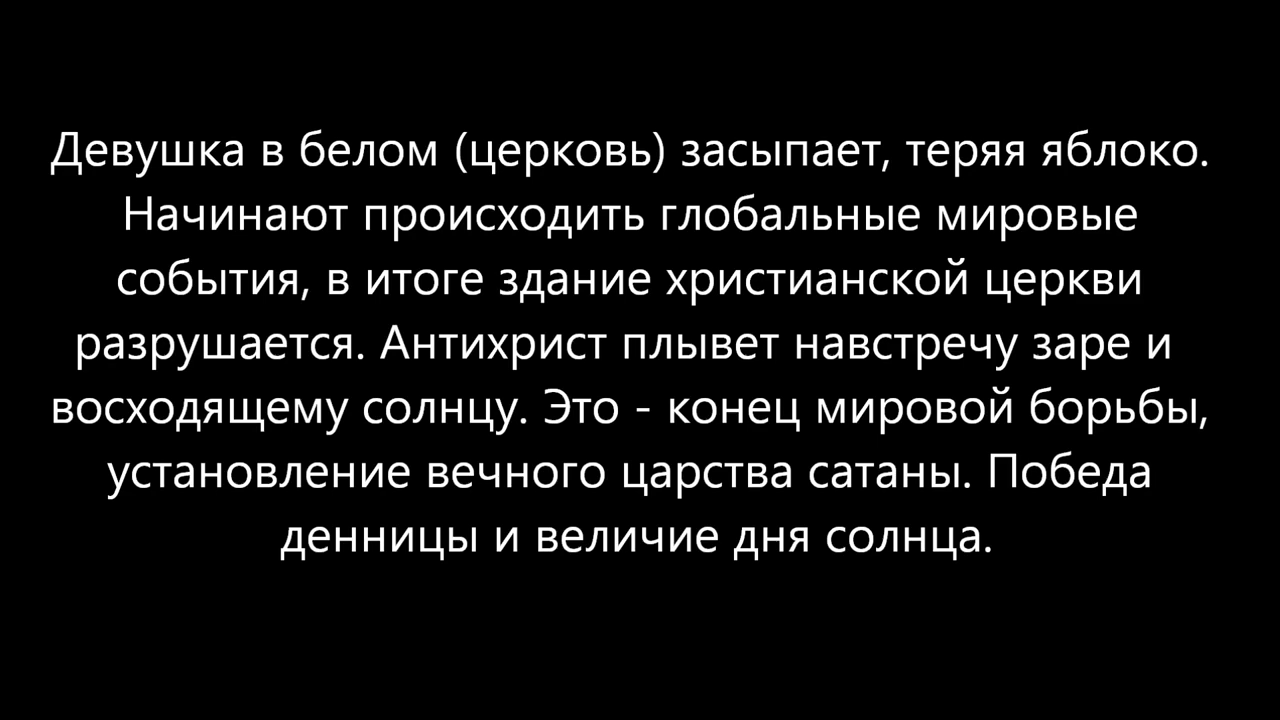 Девушка в белом (церковь) засыпает, теряя яблоко.
Начинают происходить глобальные мировые
события, в итоге здание христианской церкви
разрушается. Антихрист плывет навстречу заре и
восходящему солнцу. Это - конец мировой борьбы,
установление вечного царства сатаны. Победа
денницы и величие дня солнца.